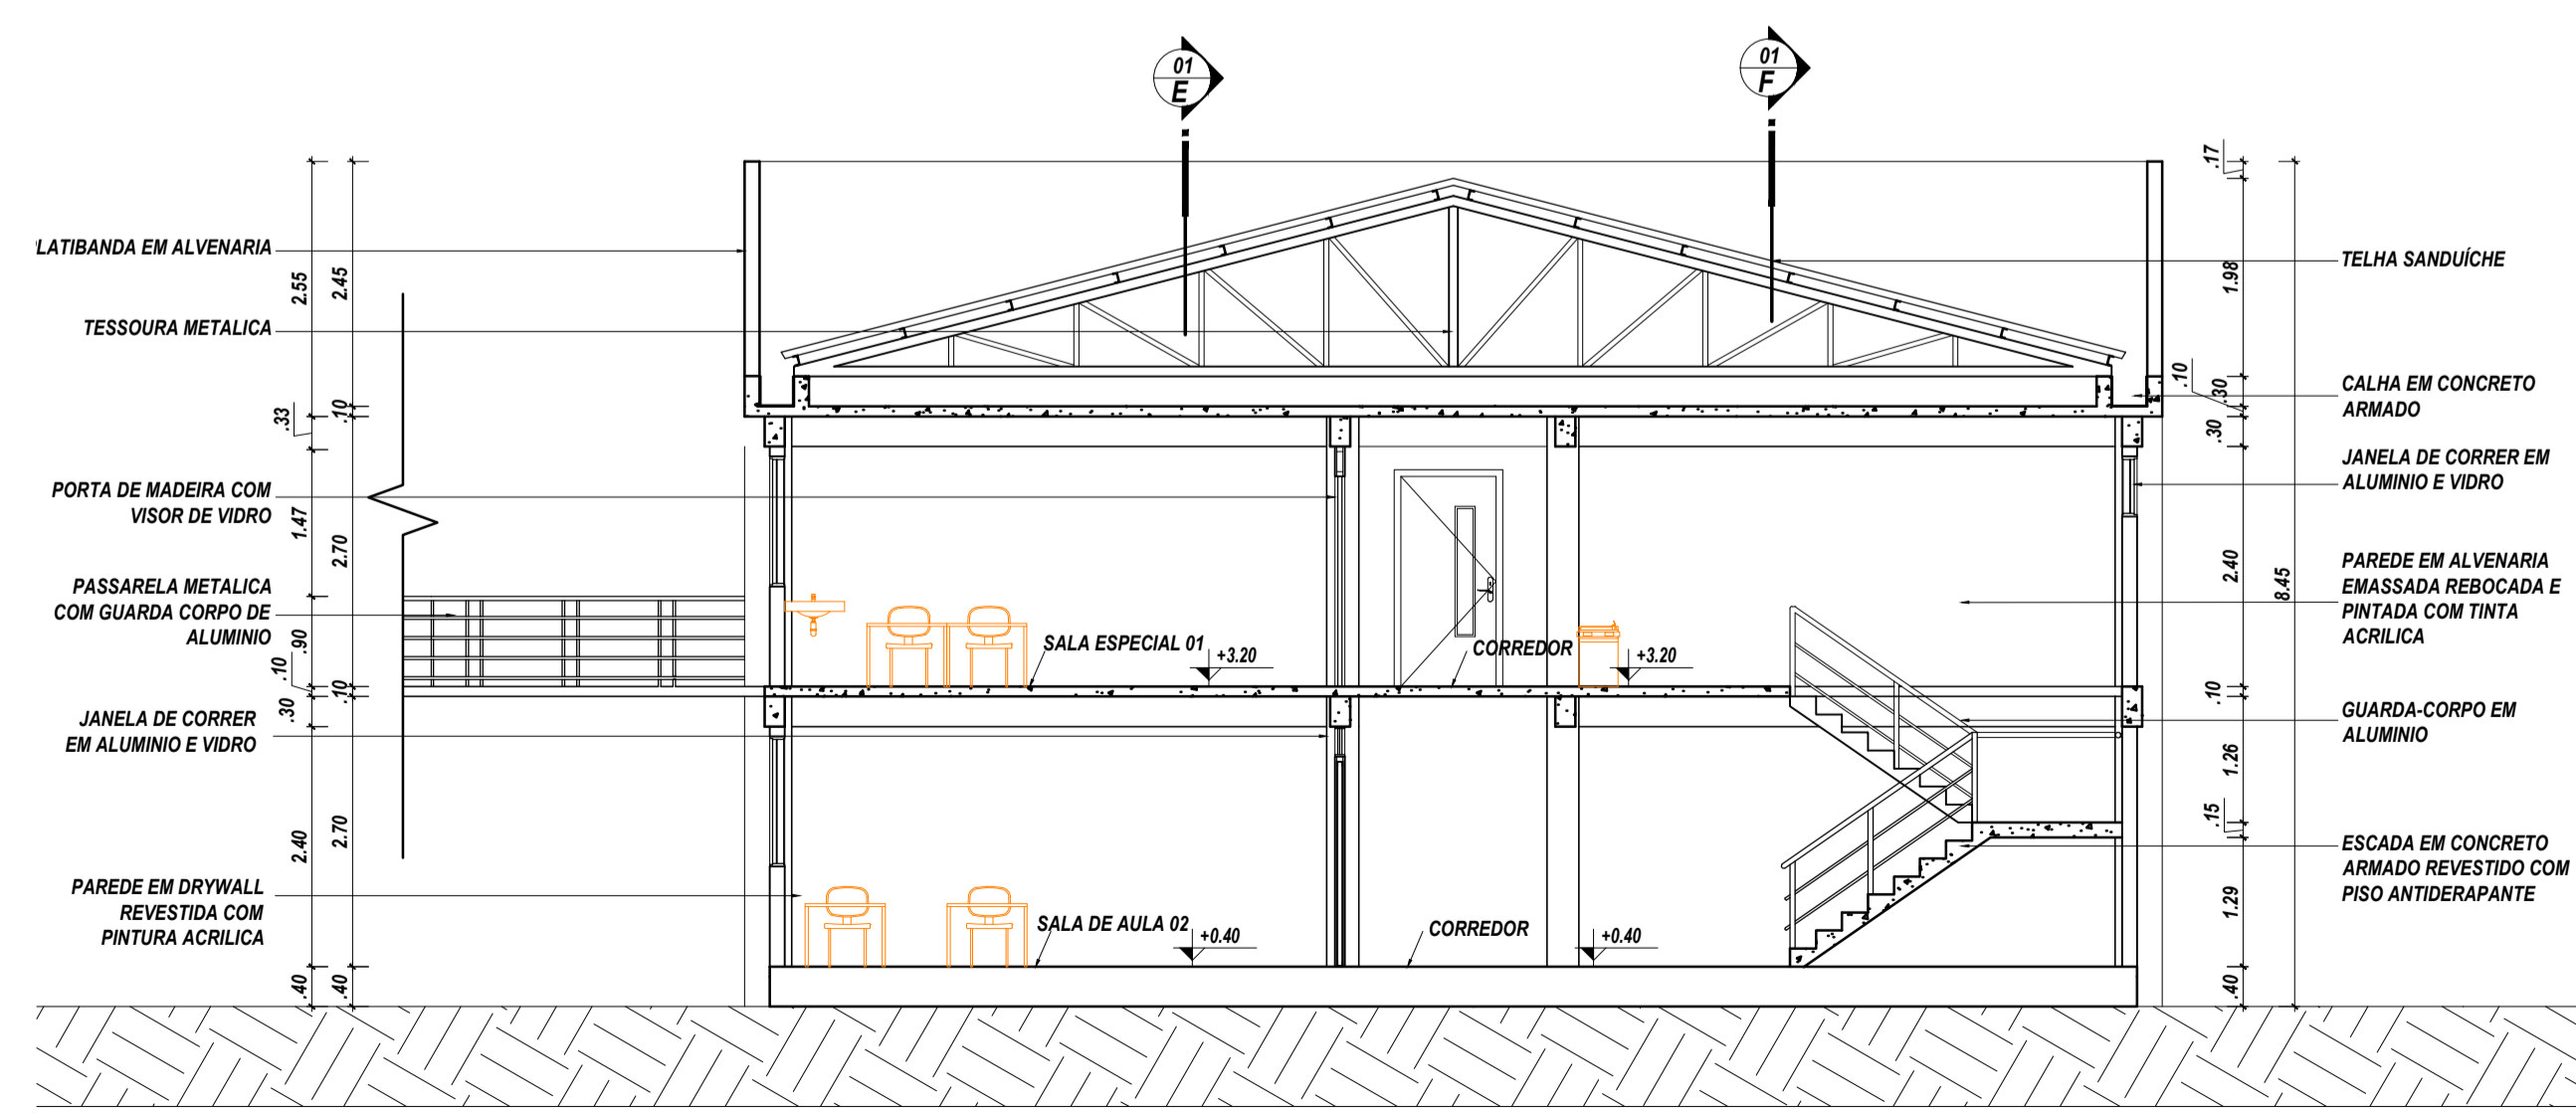 01
E
01
F
LATIBANDA EM ALVENARIA
TESSOURA METALICA
PORTA DE MADEIRA COM
VISOR DE VIDRO
PASSARELA METALICA
COM GUARDA CORPO DE
ALUMINIO
JANELA DE CORRER
EM ALUMINIO E VIDRO
PAREDE EM DRYWALL
REVESTIDA COM
PINTURA ACRILICA
2.55
.33
1.47
.90
.10
.30
2.40
.40
2.45
.10
2.70
.10
2.70
.40
SALA ESPECIAL 01
+3.20
CORREDOR
+3.20
SALA DE AULA 02
+0.40
CORREDOR
+0.40
.17
1.98
.10
.30
.30
2.40
.10
1.26
.15
1.29
.40
8.45
TELHA SANDUÍCHE
CALHA EM CONCRETO
ARMADO
JANELA DE CORRER EM
ALUMINIO E VIDRO
PAREDE EM ALVENARIA
EMASSADA REBOCADA E
PINTADA COM TINTA
ACRILICA
GUARDA-CORPO EM
ALUMINIO
ESCADA EM CONCRETO
ARMADO REVESTIDO COM
PISO ANTIDERAPANTE